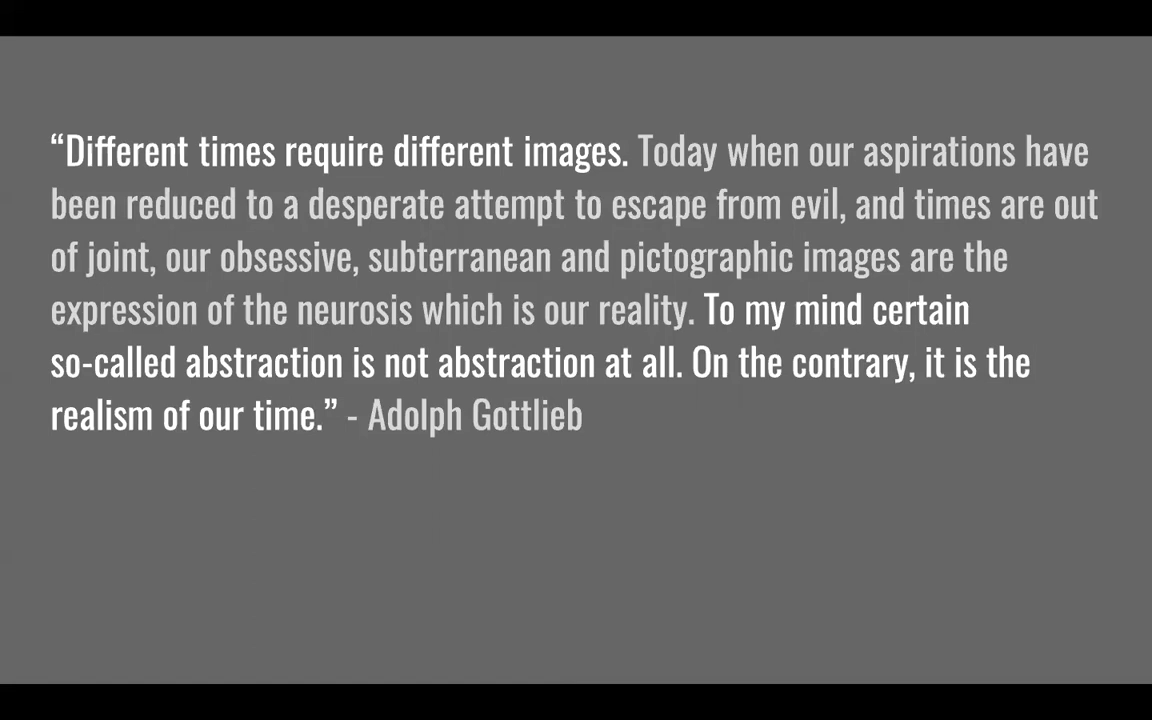 “Different times require different images. Today when our aspirations have
been reduced to a desperate attempt to escape from evil, and times are out
of joint, our obsessive, subterranean and pictographic images are the
expression of the neurosis which is our reality. To my mind certain
so-called abstraction is not abstraction at all. On the contrary, it is the
realism of our time.” - Adolph Gottlieb